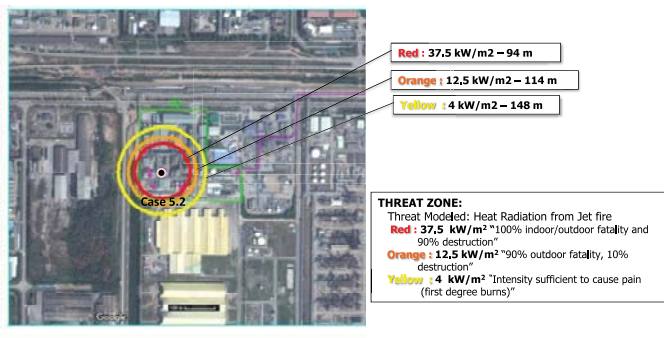 Red : 37.5 kW/m2 – 94 m
Orange : 12,5 kW/m2 – 114 m
Yellow : 4 kW/m2 – 148 m
Case 5.2
THREAT ZONE:
Threat Modeled: Heat Radiation from Jet fire
Red : 37,5 kW/m² "100% indoor/outdoor fatality and
90% destruction"
Orange : 12,5 kW/m² "90% outdoor fatality, 10%
destruction"
Yellow : 4 kW/m² "Intensity sufficient to cause pain
(first degree burns)"
Google